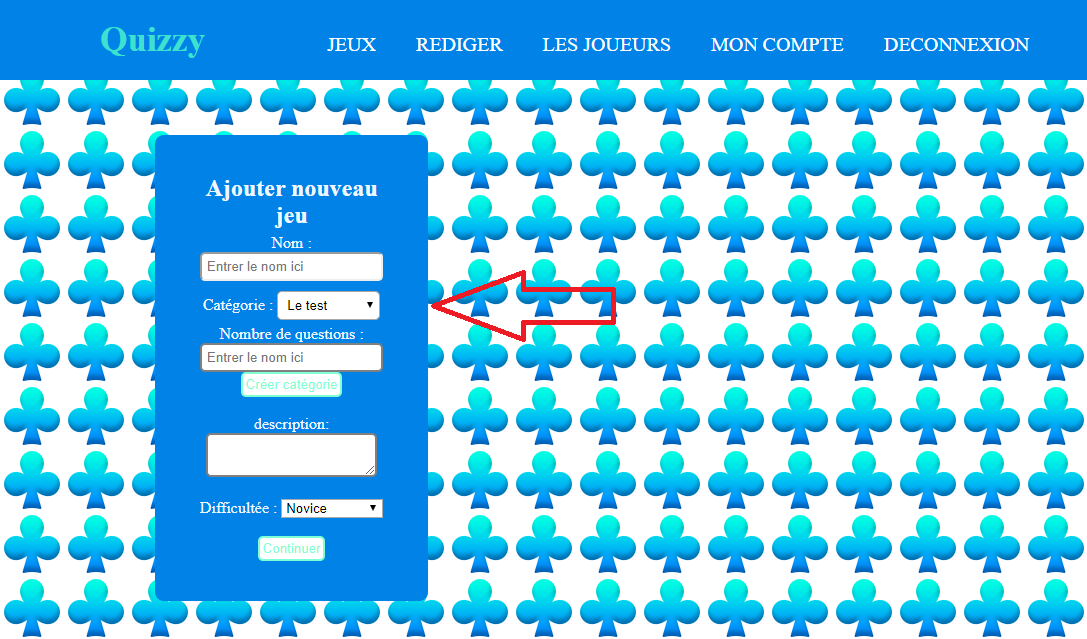 Quizzy JEUX REDIGER LES JOUEURS MON COMPTE DECONNEXION
Ajouter nouveau
jeu
Nom :
Entrer le nom ici
Catégorie : Le test
Nombre de questions :
Entrer le nom ici
Créer catégorie
description:
Difficultée : Novice
Continuer